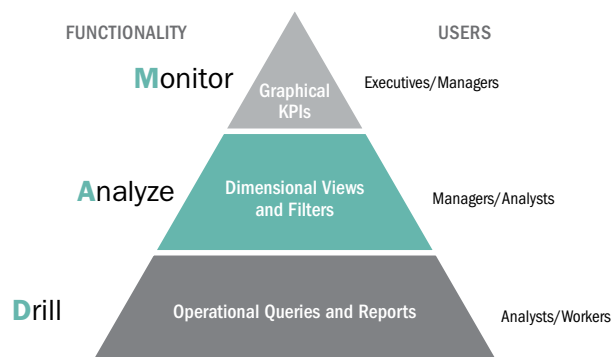 FUNCTIONALITY
USERS
Monitor
Graphical
KPIs
Executives/Managers
Analyze
Dimensional Views
and Filters
Managers/Analysts
Drill
Operational Queries and Reports
Analysts/Workers